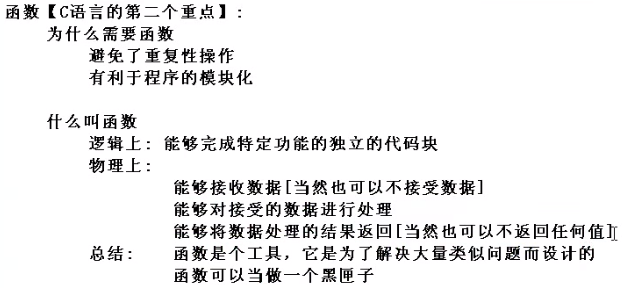 函数【C语言的第二个重点】:
为什么需要函数
避免了重复性操作
有利于程序的模块化
什么叫函数
逻辑上: 能够完成特定功能的独立的代码块
物理上:
能够接收数据[当然也可以不接受数据]
能够对接受的数据进行处理
能够将数据处理的结果返回[当然也可以不返回任何值]
总结: 函数是个工具，它是为了解决大量类似问题而设计的
函数可以当做一个黑匣子